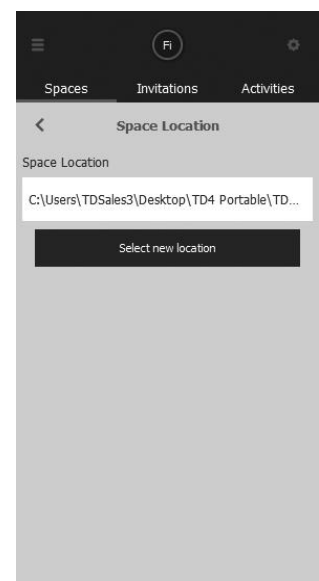 Fi
Spaces Invitations Activities
Space Location
Space Location
C:\Users\TDSales3\Desktop\TD4 Portable\TD...
Select new location